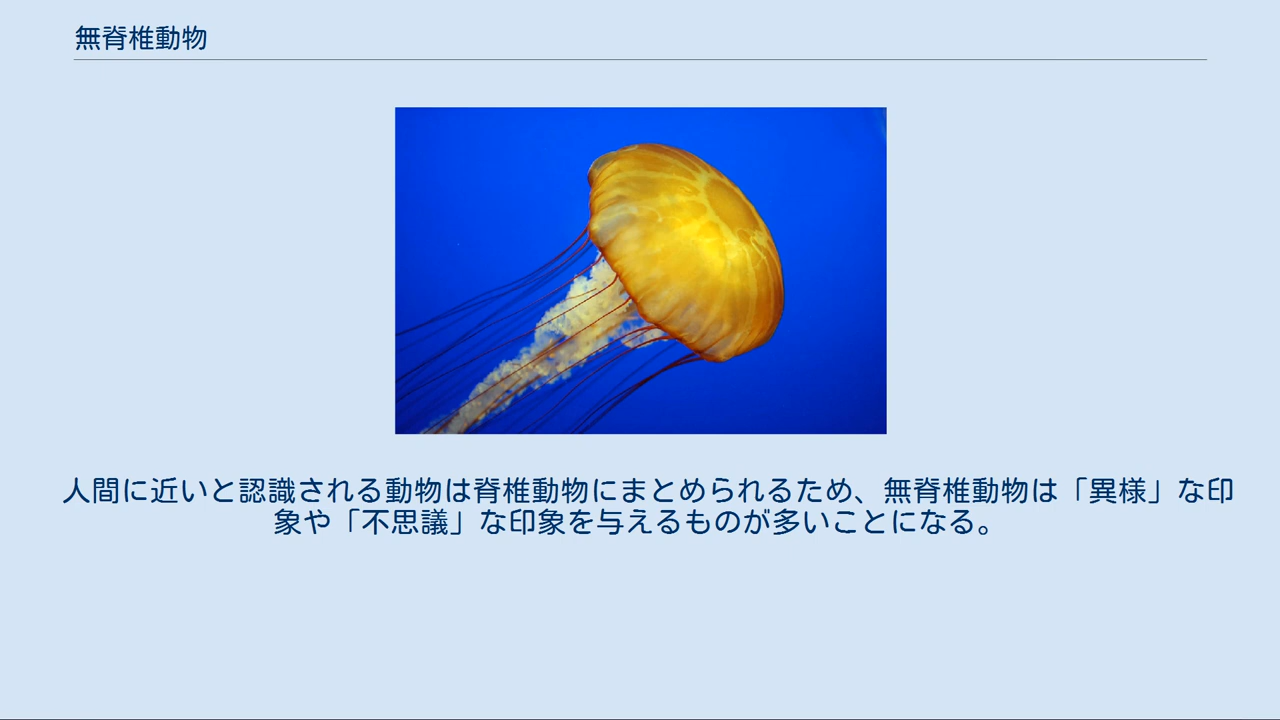 無脊椎動物
人間に近いと認識される動物は脊椎動物にまとめられるため、無脊椎動物は「異様」な印
象や「不思議」な印象を与えるものが多いことになる。